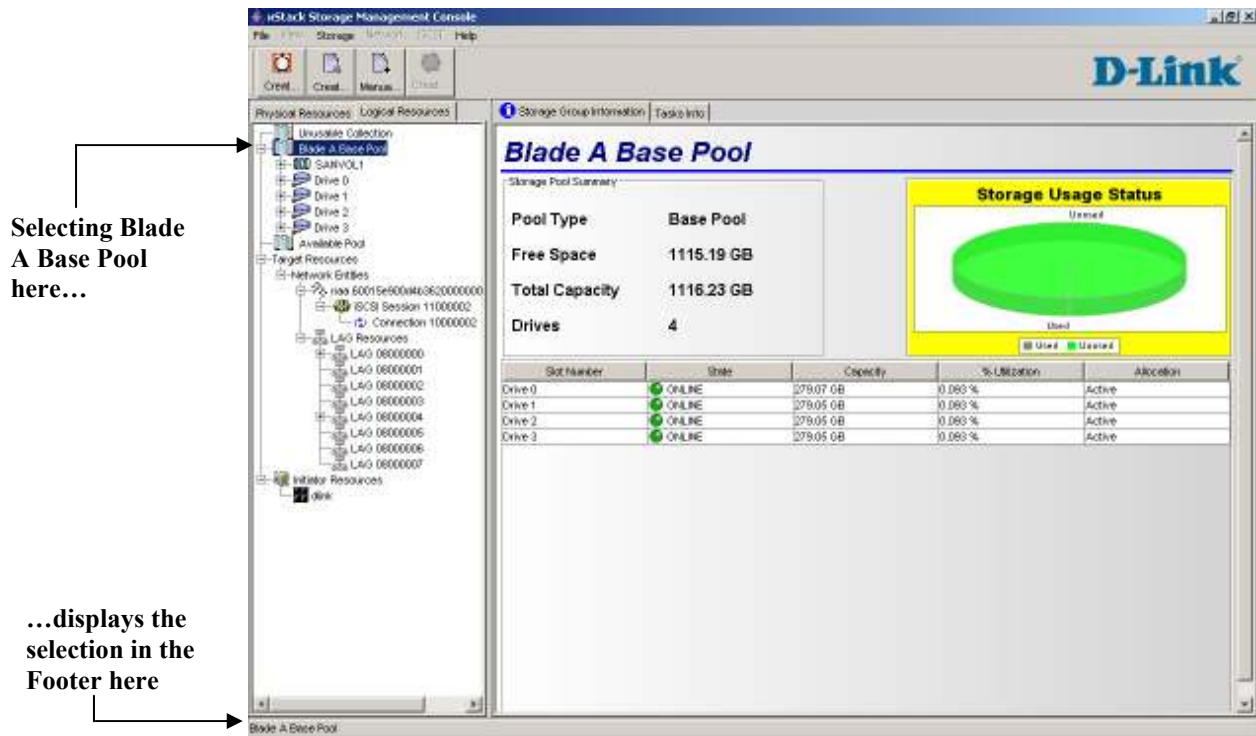 xStack Storage Management Console
File View Storage Network iSCSI Help
Creat... Creat... Manua... Creat...
D-Link
Physical Resources Logical Resources
Storage Group Information Tasks Info
Unusable Collection
Blade A Base Pool
SANVOL1
Drive 0
Drive 1
Drive 2
Drive 3
Available Pool
Target Resources
Network Entities
iSCSI Session 11000002
Connection 10000002
LAG Resources
LAG 08000000
LAG 08000001
LAG 08000002
LAG 08000003
LAG 08000004
LAG 08000005
LAG 08000006
LAG 08000007
Initiator Resources
dlink
Selecting Blade
A Base Pool
here…
…displays the
selection in the
Footer here
Blade A Base Pool
Storage Pool Summary
Pool Type Base Pool
Free Space 1115.19 GB
Total Capacity 1116.23 GB
Drives 4
Storage Usage Status
Unused
Used
Used Unused
Slot Number State Capacity % Utilization Allocation
Drive 0 ONLINE 279.07 GB 0.093 % Active
Drive 1 ONLINE 279.05 GB 0.093 % Active
Drive 2 ONLINE 279.05 GB 0.093 % Active
Drive 3 ONLINE 279.05 GB 0.093 % Active
Blade A Base Pool